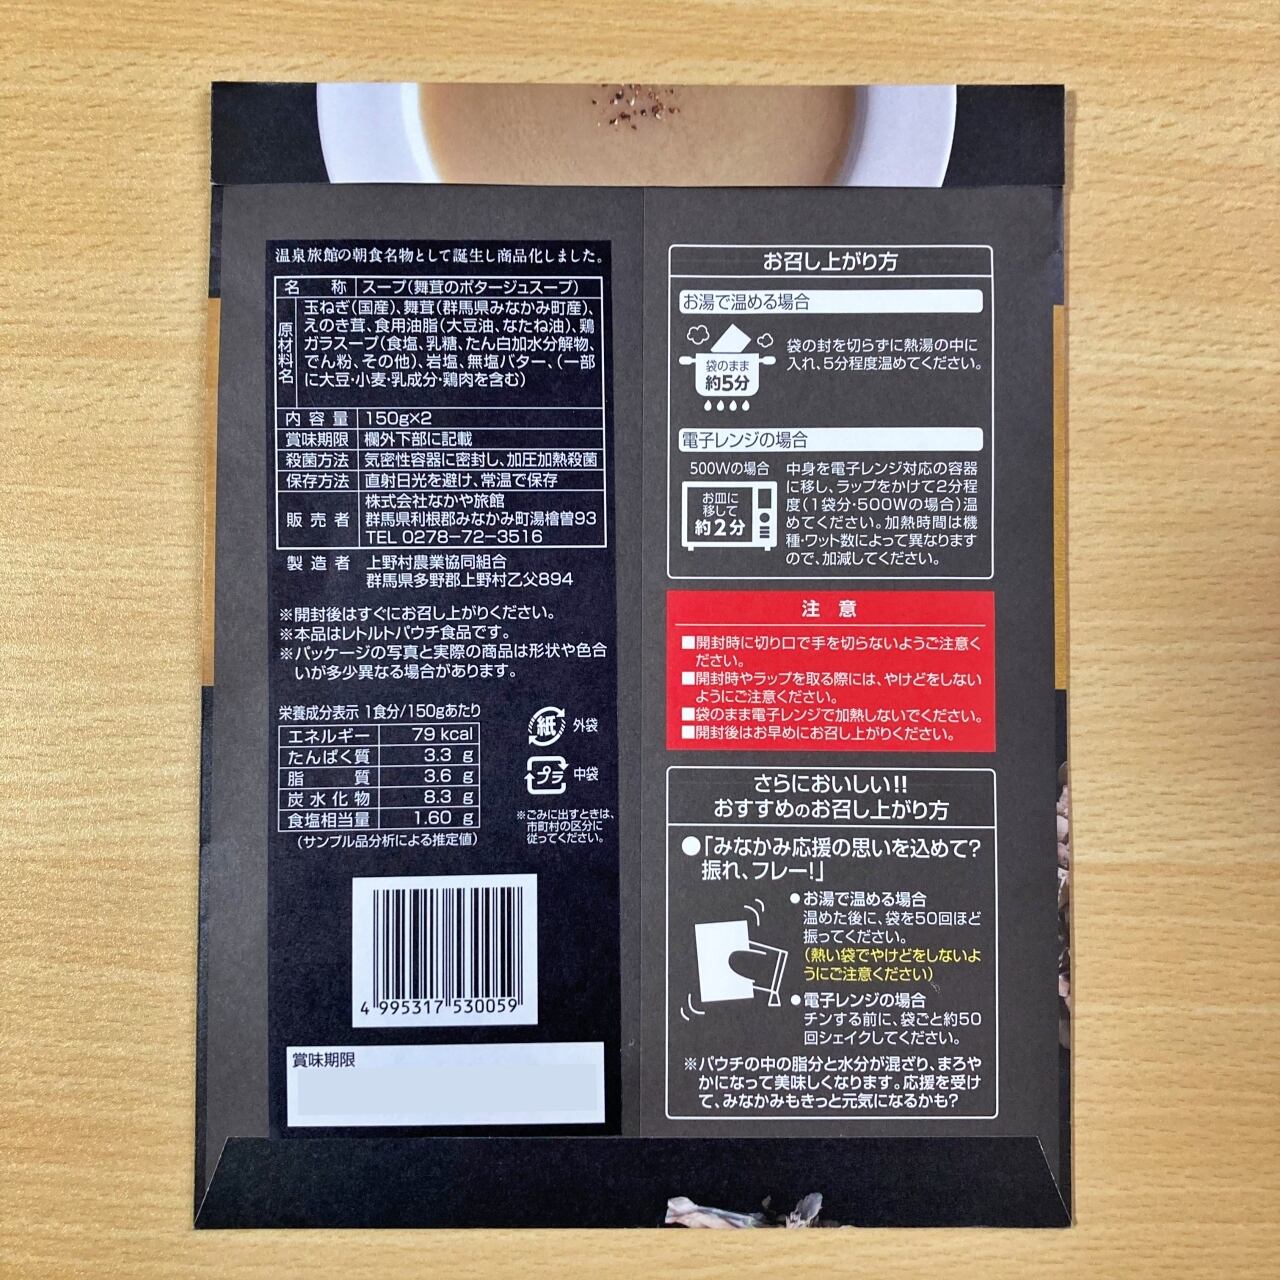 温泉旅館の朝食名物として誕生し商品化しました。
名称 スープ(舞茸のポタージュスープ)
原材料名 玉ねぎ(国産)、舞茸(群馬県みなかみ町産)、
えのき茸、食用油脂(大豆油、なたね油)、鶏
ガラスープ(食塩、乳糖、たん白加水分解物、
でん粉、その他)、岩塩、無塩バター、(一部
に大豆・小麦・乳成分・鶏肉を含む)
内容量 150g×2
賞味期限 欄外下部に記載
殺菌方法 気密性容器に密封し、加圧加熱殺菌
保存方法 直射日光を避け、常温で保存
販売者 株式会社なかや旅館
群馬県利根郡みなかみ町湯檜曽93
TEL 0278-72-3516
製造者 上野村農業協同組合
群馬県多野郡上野村乙父894
※開封後はすぐにお召し上がりください。
※本品はレトルトパウチ食品です。
※パッケージの写真と実際の商品は形状や色合
いが多少異なる場合があります。
栄養成分表示 1食分/150gあたり
エネルギー 79 kcal
たんぱく質 3.3 g
脂質 3.6 g
炭水化物 8.3 g
食塩相当量 1.60 g
(サンプル品分析による推定値)
紙 外袋
プラ 中袋
※ごみに出すときは、
市町村の区分に
従ってください。
4 995317 530059
賞味期限
お召し上がり方
お湯で温める場合
袋のまま
約5分
袋の封を切らずに熱湯の中に
入れ、5分程度温めてください。
電子レンジの場合
500Wの場合
お皿に
移して
約2分
中身を電子レンジ対応の容器
に移し、ラップをかけて2分程
度(1袋分・500Wの場合)温
めてください。加熱時間は機
種・ワット数によって異なります
ので、加減してください。
注意
■開封時に切り口で手を切らないようご注意く
ださい。
■開封時やラップを取る際には、やけどをしない
ようにご注意ください。
■袋のまま電子レンジで加熱しないでください。
■開封後はお早めにお召し上がりください。
さらにおいしい!!
おすすめのお召し上がり方
●「みなかみ応援の思いを込めて?
振れ、フレー!」
●お湯で温める場合
温めた後に、袋を50回ほど
振ってください。
(熱い袋でやけどをしないよ
うにご注意ください)
●電子レンジの場合
チンする前に、袋ごと約50
回シェイクしてください。
※パウチの中の脂分と水分が混ざり、まろや
かになって美味しくなります。応援を受け
て、みなかみもきっと元気になるかも?